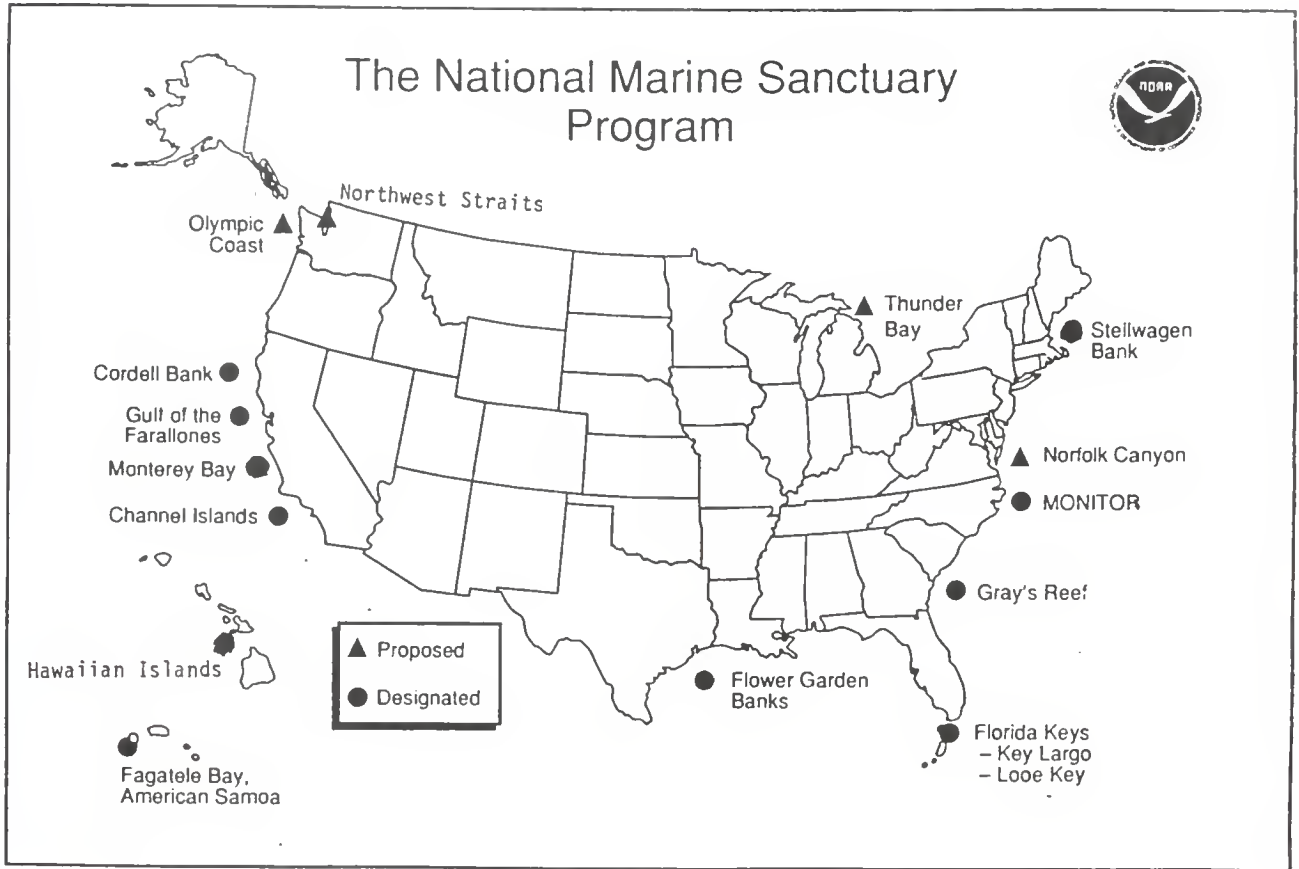 The National Marine Sanctuary
Program
NOAA
Northwest Straits
Olympic
Coast
Thunder
Bay
Stellwagen
Bank
Cordell Bank
Gulf of the
Farallones
Monterey Bay
Channel Islands
Norfolk Canyon
MONITOR
Gray's Reef
Hawaiian Islands
Proposed
Designated
Flower Garden
Banks
Florida Keys
– Key Largo
– Looe Key
Fagatele Bay,
American Samoa